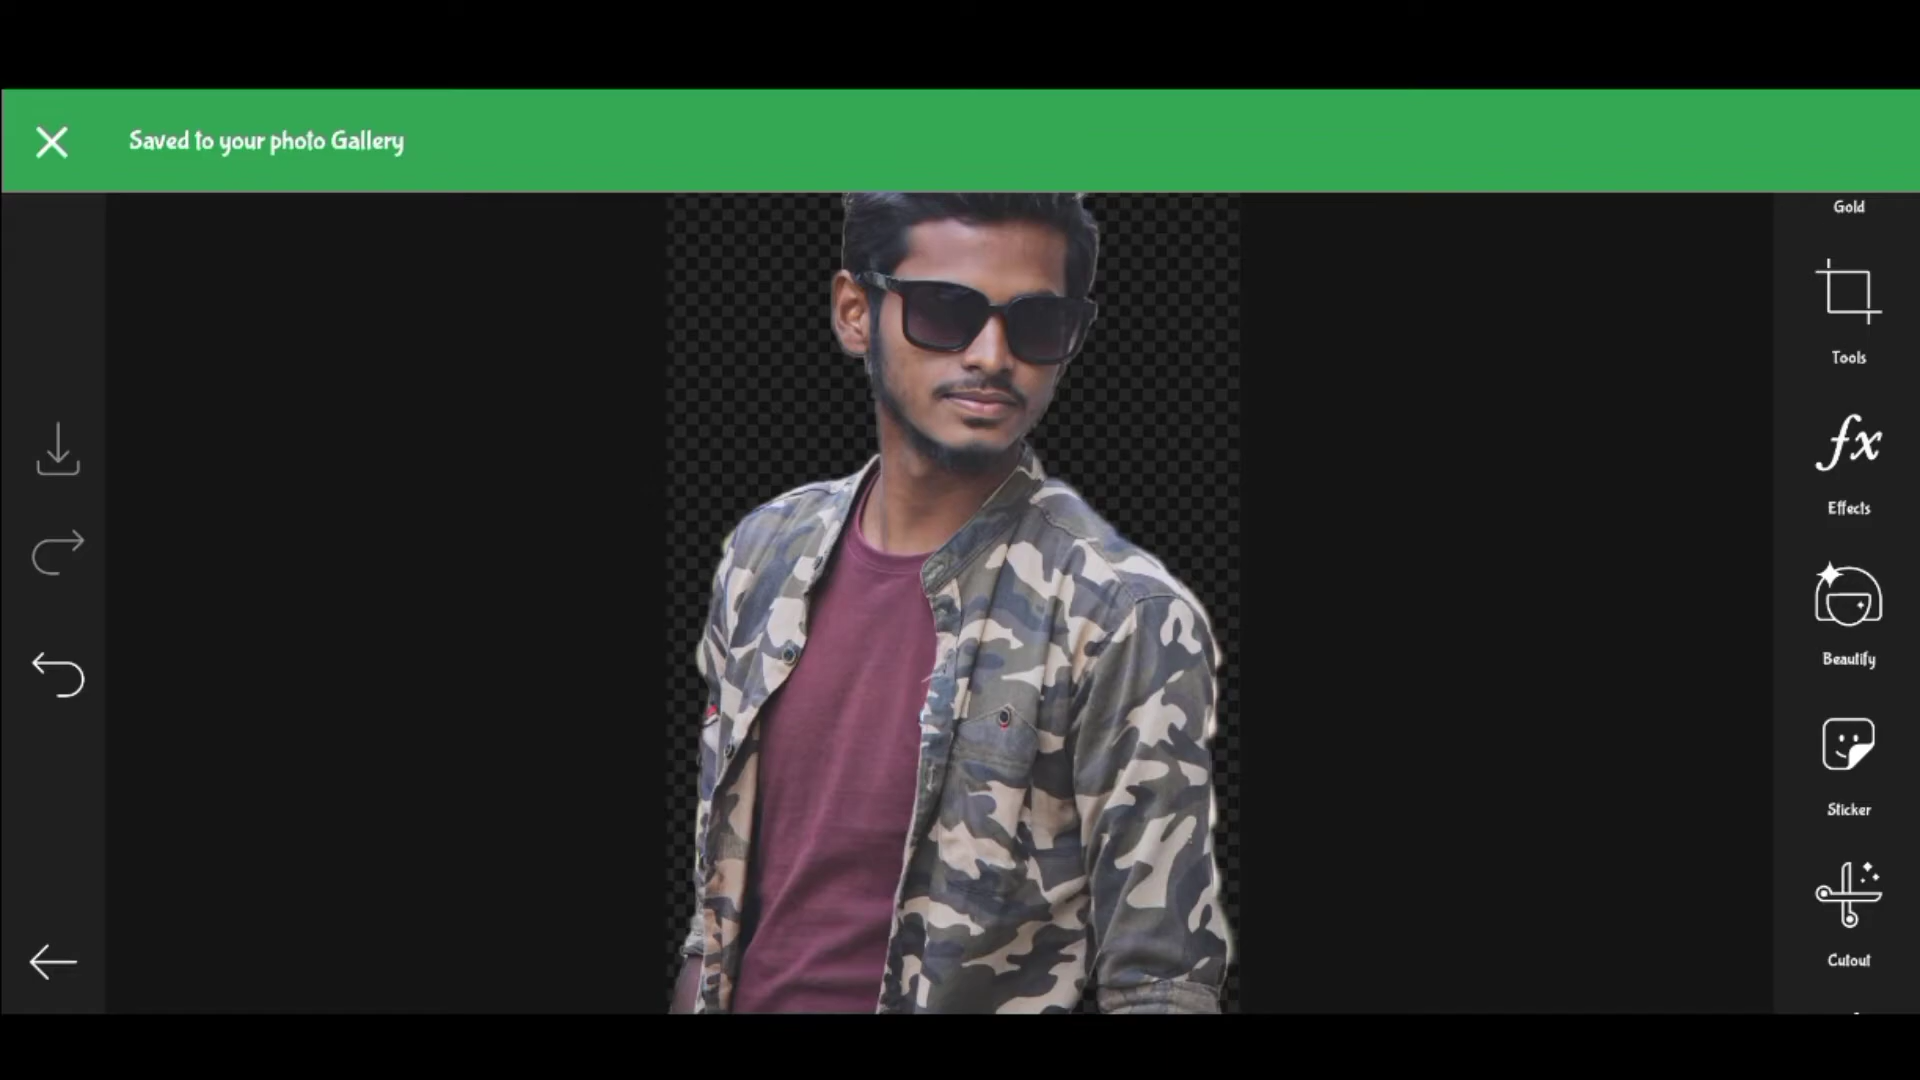 Saved to your photo Gallery
Gold
Tools
fx
Effects
Beautify
Sticker
Cutout